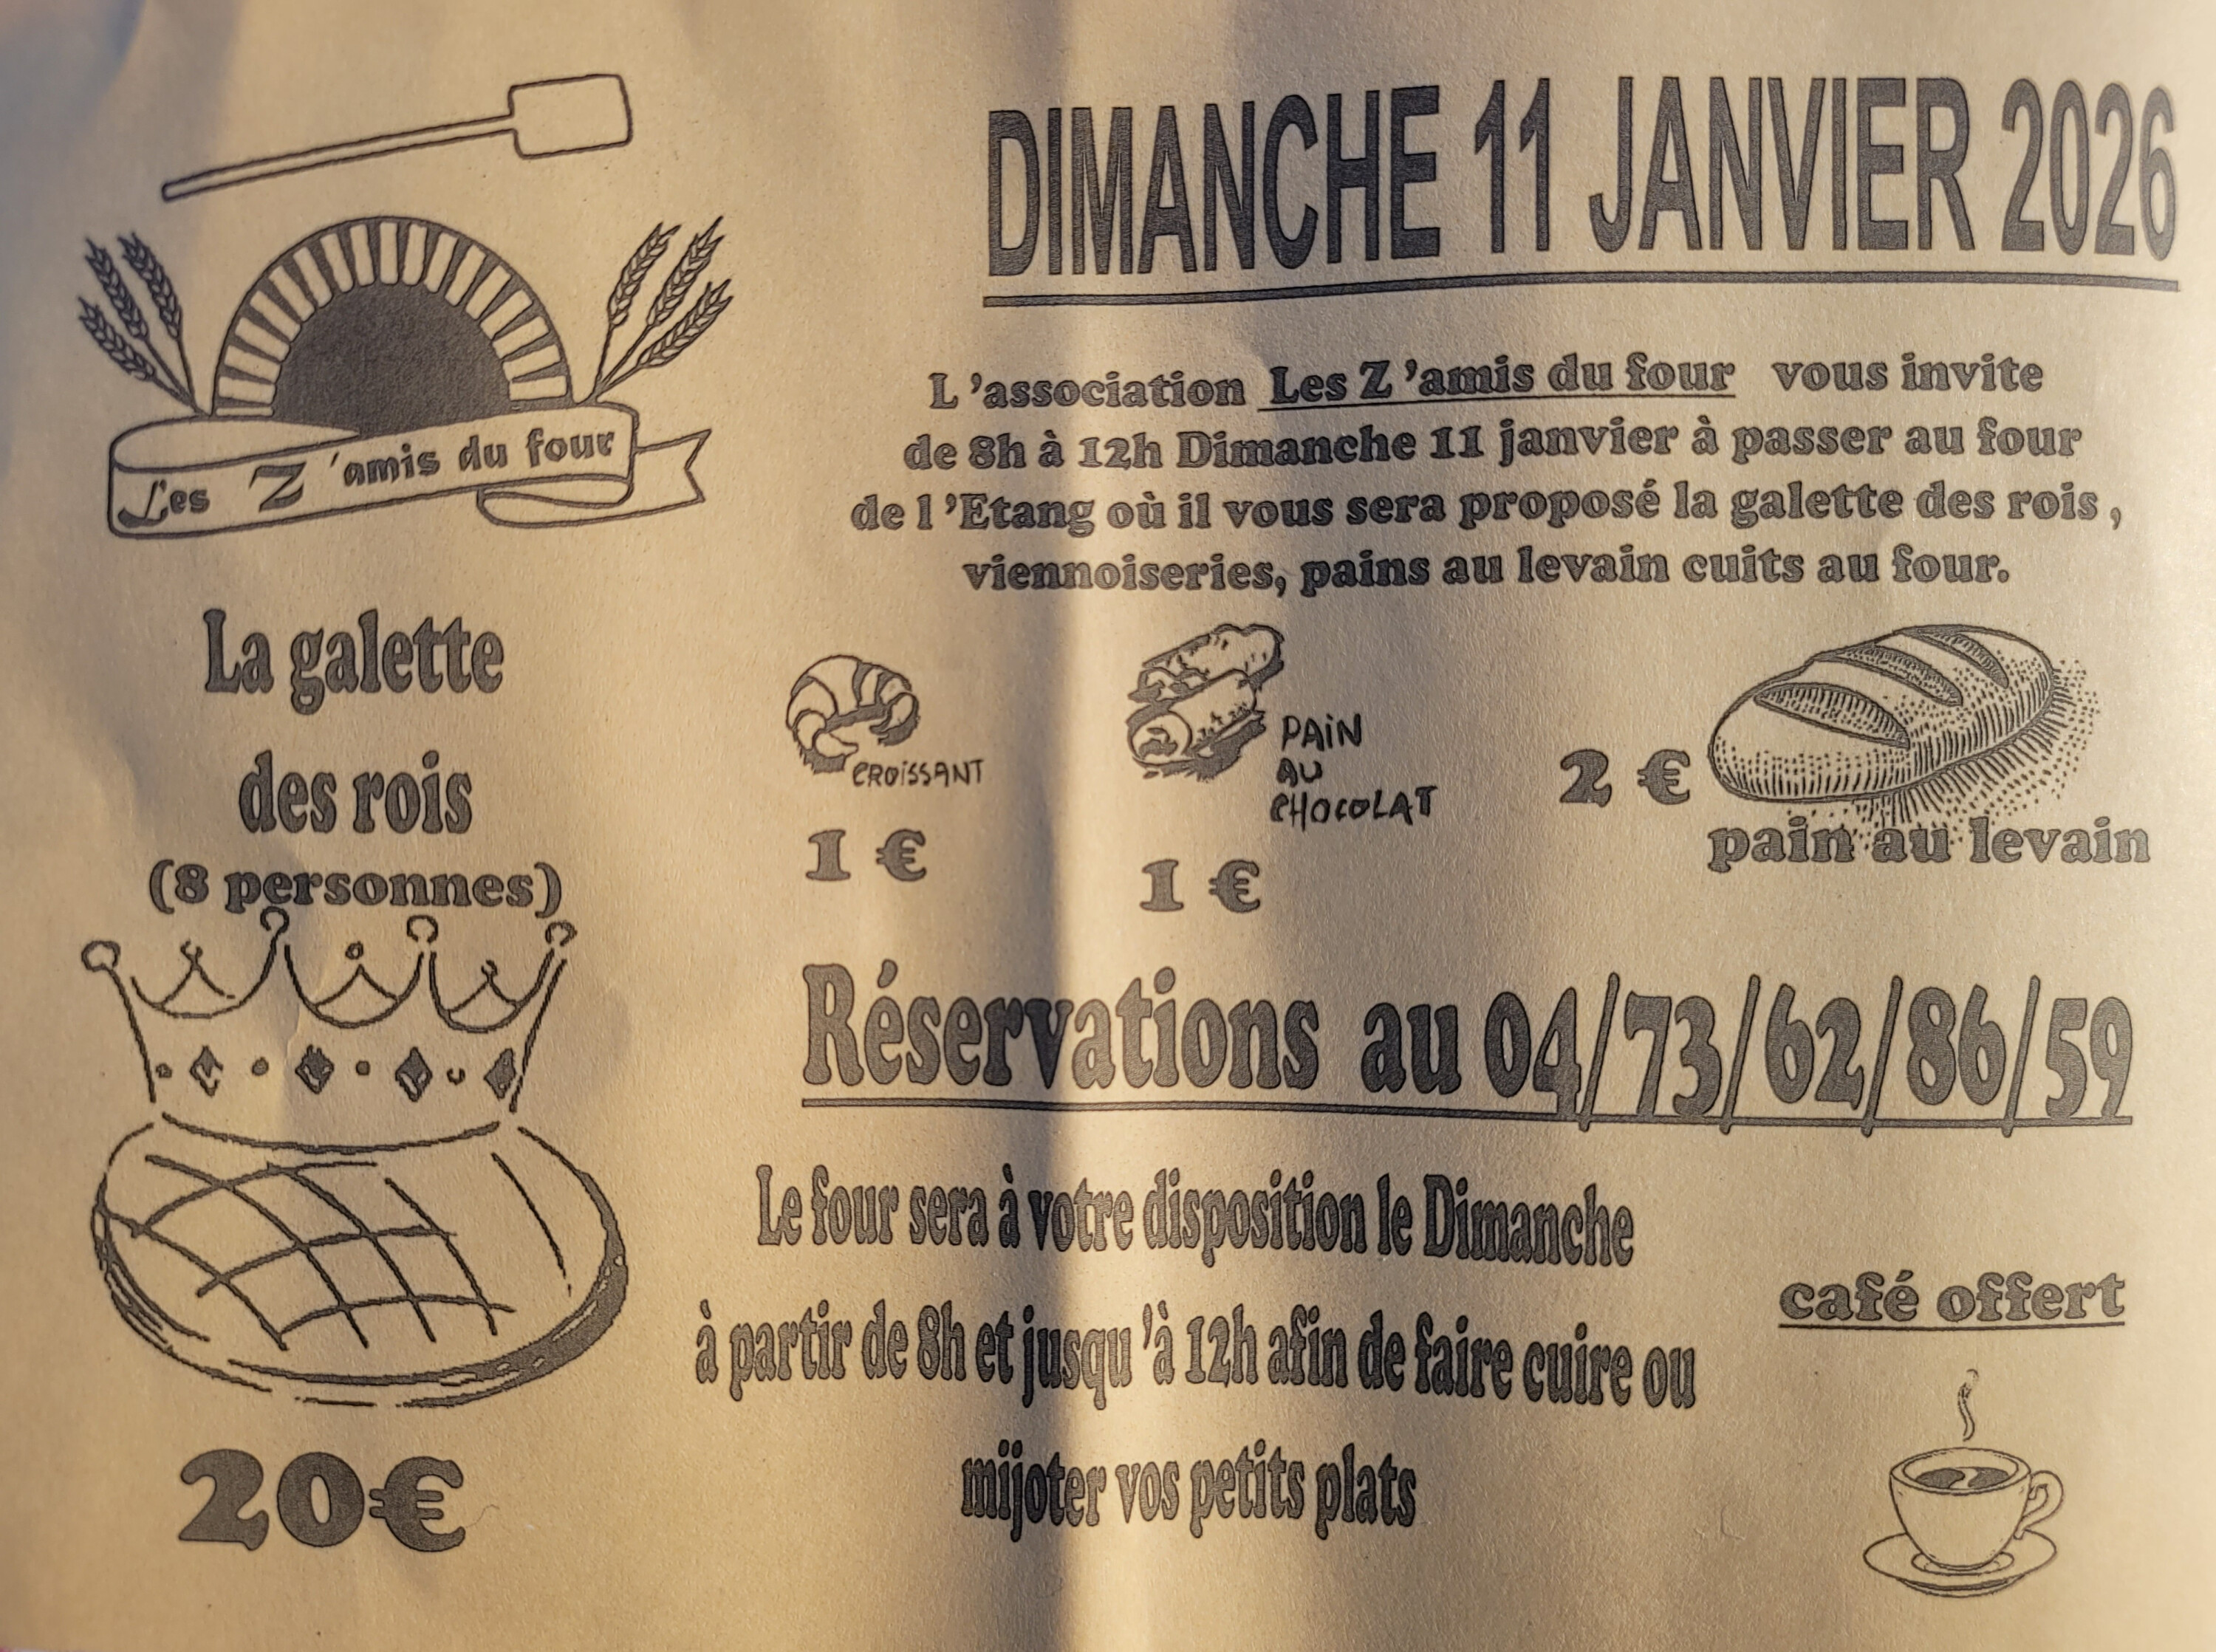 DIMANCHE 11 JANVIER 2026
Les Z 'amis du four
L 'association Les Z 'amis du four vous invite
de 8h à 12h Dimanche 11 janvier à passer au four
de l 'Etang où il vous sera proposé la galette des rois ,
viennoiseries, pains au levain cuits au four.
La galette
des rois
(8 personnes)
20€
CROISSANT
1 €
PAIN
AU
CHOCOLAT
1 €
2 €
pain au levain
Réservations au 04/73/62/86/59
Le four sera à votre disposition le Dimanche
à partir de 8h et jusqu 'à 12h afin de faire cuire ou
mijoter vos petits plats
café offert